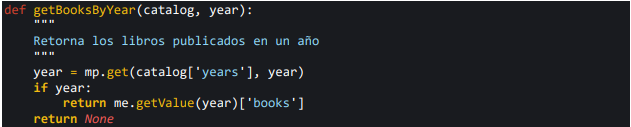 def getBooksByYear(catalog, year):
    """
    Retorna los libros publicados en un año
    """
    year = mp.get(catalog['years'], year)
    if year:
        return me.getValue(year)['books']
    return None